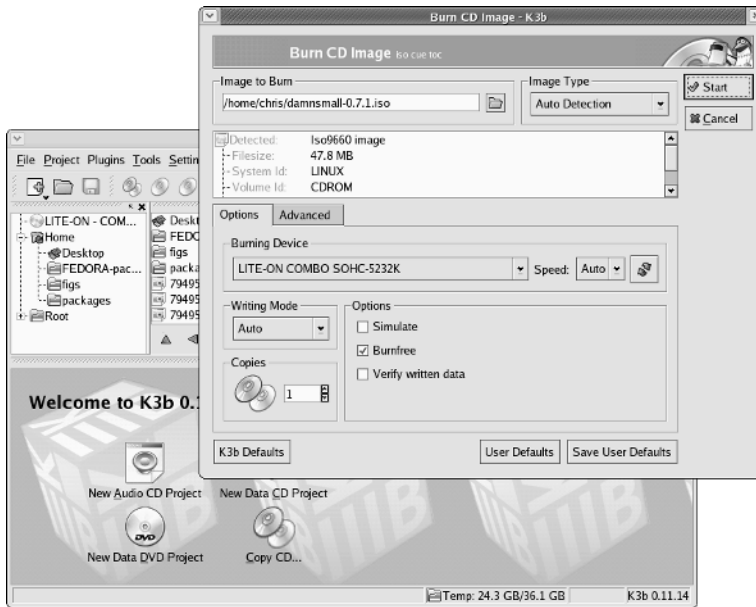 Burn CD Image - K3b
Burn CD Image iso cue toc
Image to Burn
/home/chris/damnsmall-0.7.1.iso
Image Type
Auto Detection
Start
Cancel
Detected: Iso9660 image
Filesize: 47.8 MB
System Id: LINUX
Volume Id: CDROM
Options Advanced
Burning Device
LITE-ON COMBO SOHC-5232K
Speed: Auto
Writing Mode
Auto
Options
Simulate
Burnfree
Verify written data
Copies
1
K3b Defaults
User Defaults
Save User Defaults
File Project Plugins Tools Settin
LITE-ON - COM...
Home
Desktop
FEDORA-pac...
figs
packages
Root
Deskt
FEDO
figs
packa
79495
79495
79495
Welcome to K3b 0.1
New Audio CD Project
New Data CD Project
New Data DVD Project
Copy CD...
DVD
Temp: 24.3 GB/36.1 GB
K3b 0.11.14